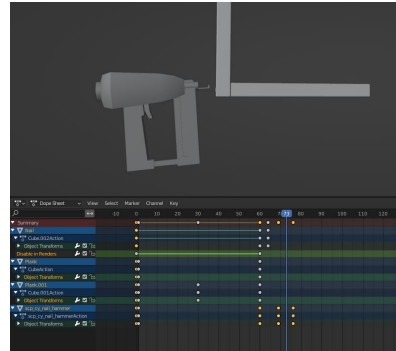 Dope Sheet View Select Marker Channel Key
-10 0 10 20 30 40 50 60 73 80 90 100 110 120
Summary
Nail
Cube.002Action
Object Transforms
Disable in Renders
Plank
CubeAction
Object Transforms
Plank.001
Cube.001Action
Object Transforms
scp_cy_nail_hammer
scp_cy_nail_hammerAction
Object Transforms